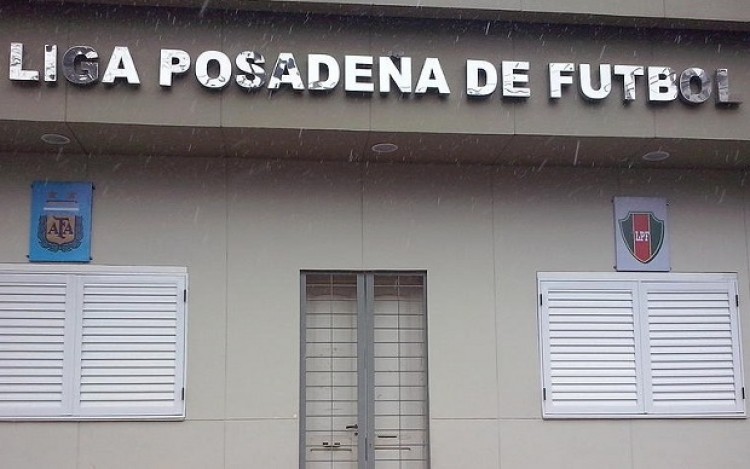 LIGA POSADEÑA DE FUTBOL
AFA
LPF